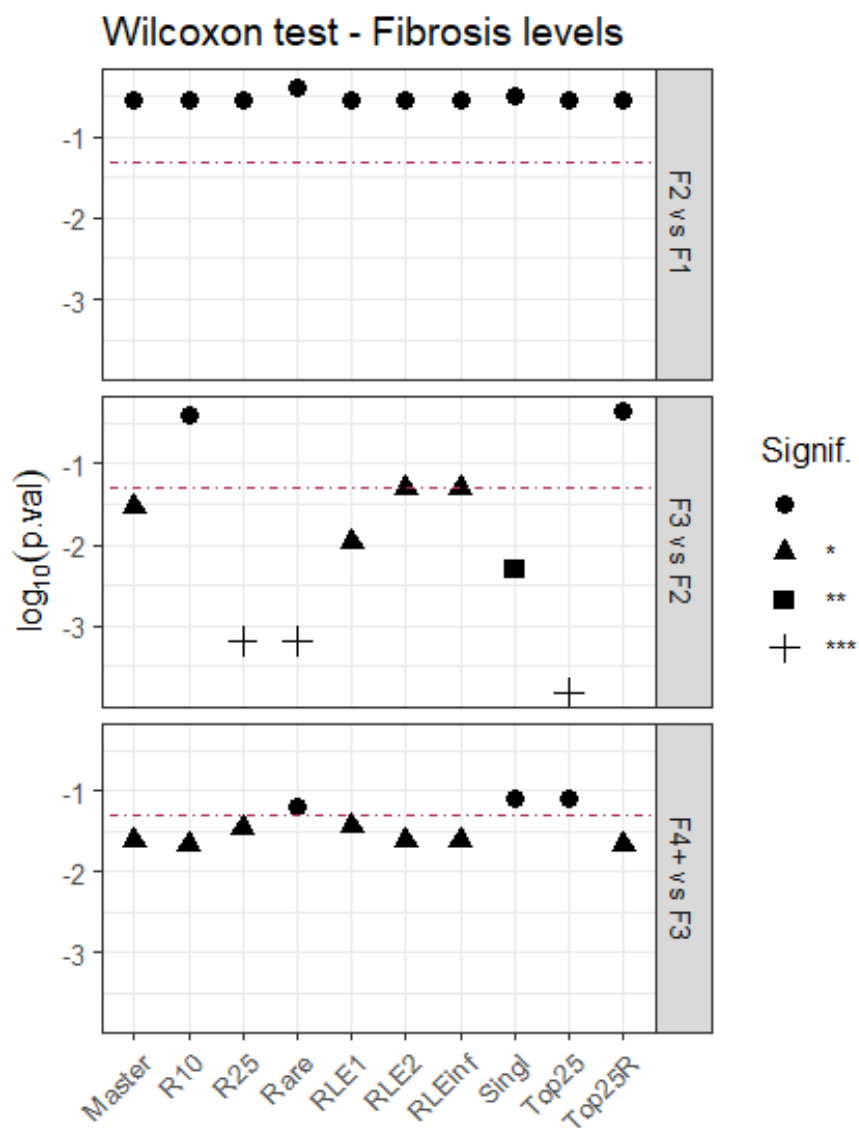 Wilcoxon test - Fibrosis levels
-1
-2
-3
F2 vs F1
-1
-2
-3
F3 vs F2
-1
-2
-3
F4+ vs F3
log10(p.val)
Master
R10
R25
Rare
RLE1
RLE2
RLEinf
Singl
Top25
Top25R
Signif.
*
**
***